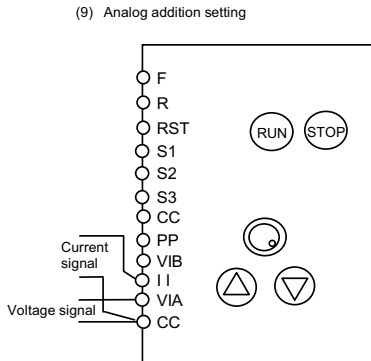 (9) Analog addition setting
F
R
RST
S1
S2
S3
CC
PP
VIB
II
VIA
CC
RUN
STOP
Current
signal
Voltage signal